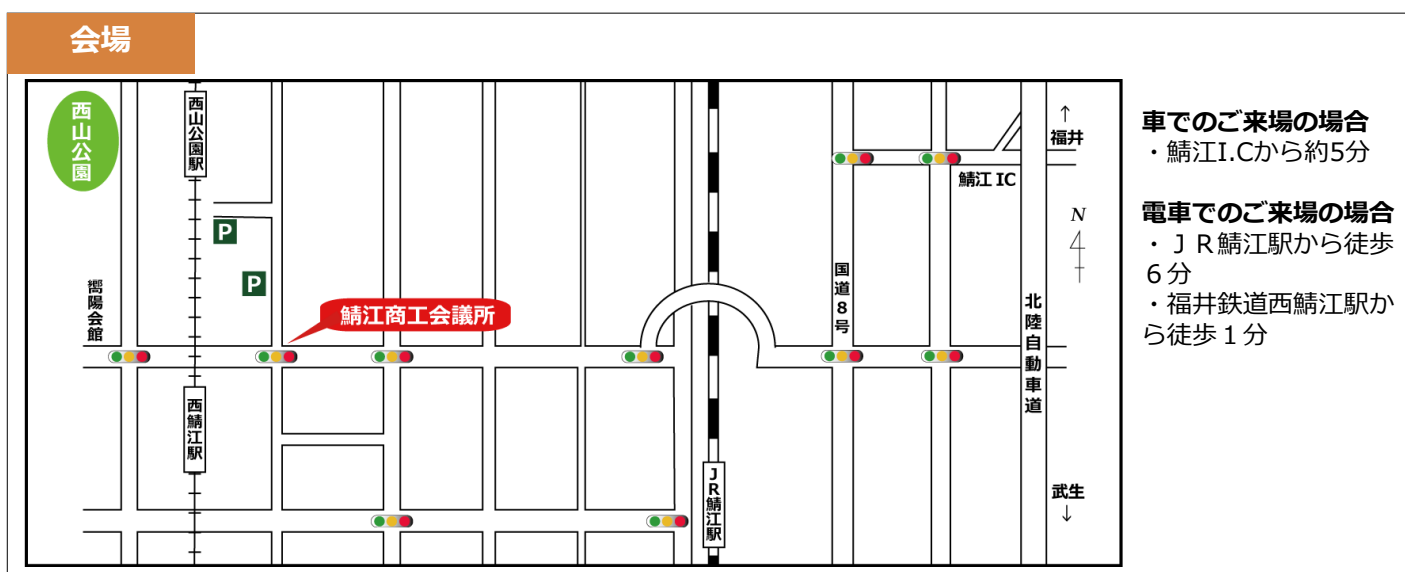 会場
西山公園
西山公園駅
↑
福井
鯖江 IC
N
P
P
嚮陽会館
鯖江商工会議所
国道8号
北陸自動車道
西鯖江駅
JR鯖江駅
武生
↓
車でのご来場の場合
・鯖江I.Cから約5分
電車でのご来場の場合
・ＪＲ鯖江駅から徒歩
６分
・福井鉄道西鯖江駅か
ら徒歩１分